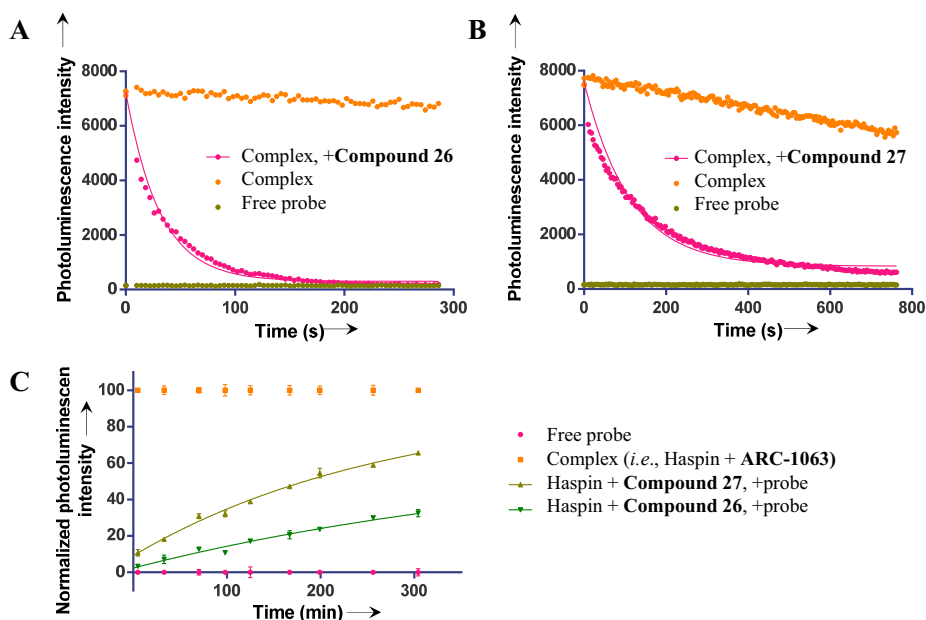 A
Photoluminescence intensity
8000
6000
4000
2000
0
0
100
200
300
Time (s)
Complex, +Compound 26
Complex
Free probe
B
Photoluminescence intensity
8000
6000
4000
2000
0
0
200
400
600
800
Time (s)
Complex, +Compound 27
Complex
Free probe
C
Normalized photoluminescen
intensity
100
80
60
40
20
0
100
200
300
Time (min)
Free probe
Complex (i.e., Haspin + ARC-1063)
Haspin + Compound 27, +probe
Haspin + Compound 26, +probe